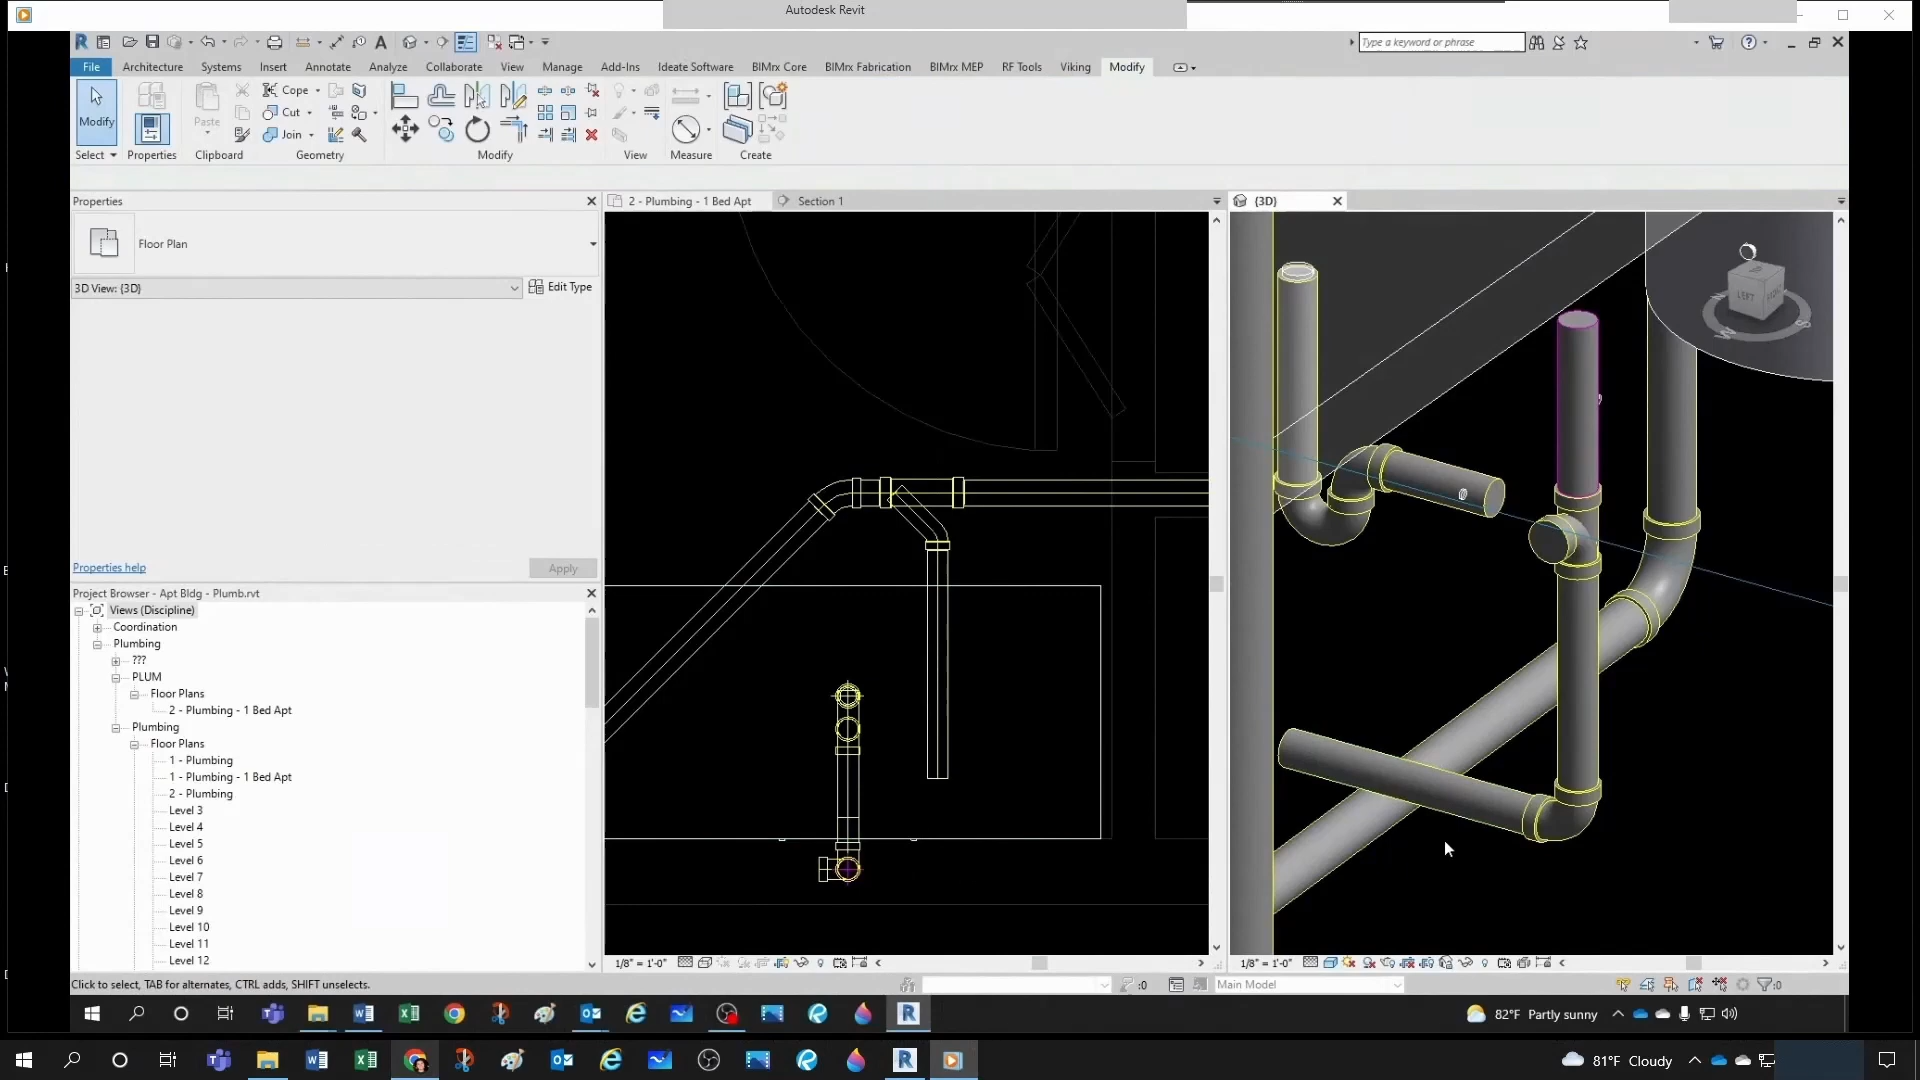 Autodesk Revit
Type a keyword or phrase
File Architecture Systems Insert Annotate Analyze Collaborate View Manage Add-Ins Ideate Software BIMrx Core BIMrx Fabrication BIMrx MEP RF Tools Viking Modify
Modify
Paste
Cope
Cut
Join
Select Properties Clipboard Geometry Modify View Measure Create
Properties
Floor Plan
3D View: {3D}
Edit Type
Properties help
Apply
2 - Plumbing - 1 Bed Apt
Section 1
{3D}
LEFT
W
S
Project Browser - Apt Bldg - Plumb.rvt
Views (Discipline)
Coordination
Plumbing
???
PLUM
Floor Plans
2 - Plumbing - 1 Bed Apt
Plumbing
Floor Plans
1 - Plumbing
1 - Plumbing - 1 Bed Apt
2 - Plumbing
Level 3
Level 4
Level 5
Level 6
Level 7
Level 8
Level 9
Level 10
Level 11
Level 12
1/8" = 1'-0"
1/8" = 1'-0"
Click to select, TAB for alternates, CTRL adds, SHIFT unselects.
:0
Main Model
:0
82°F Partly sunny
81°F Cloudy